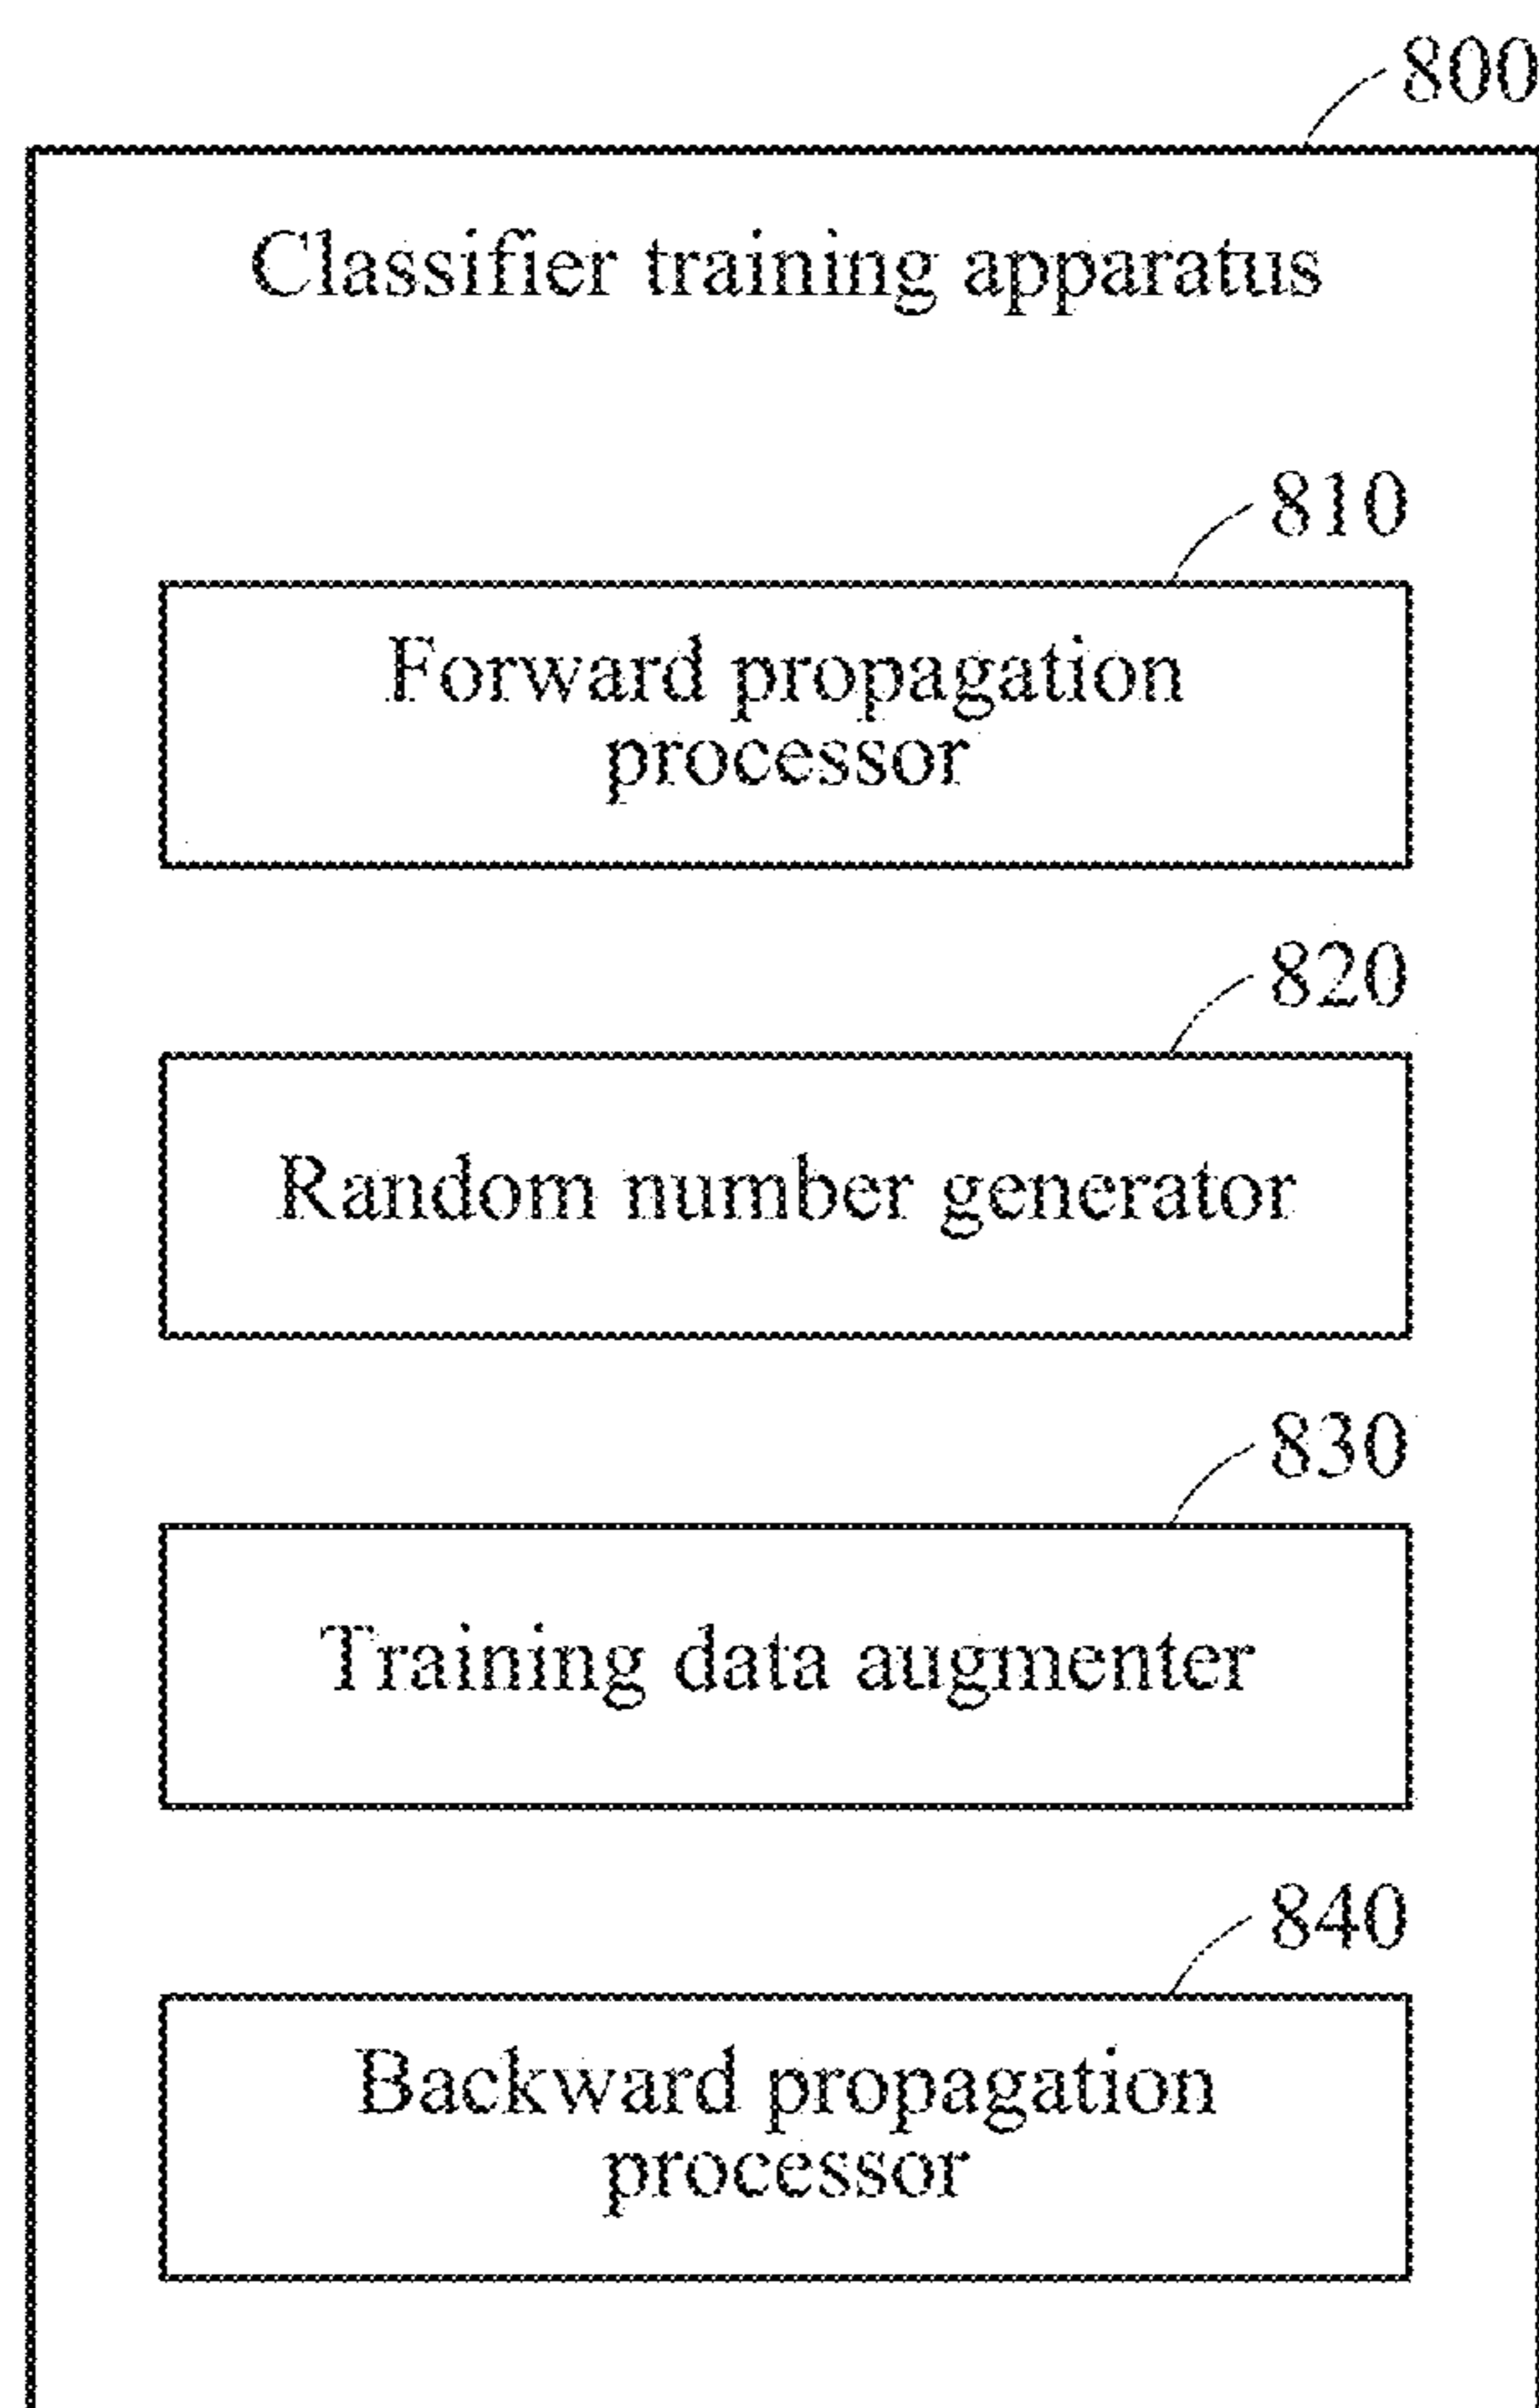 800
Classifier training apparatus
810
Forward propagation
processor
820
Random number generator
830
Training data augmenter
840
Backward propagation
processor